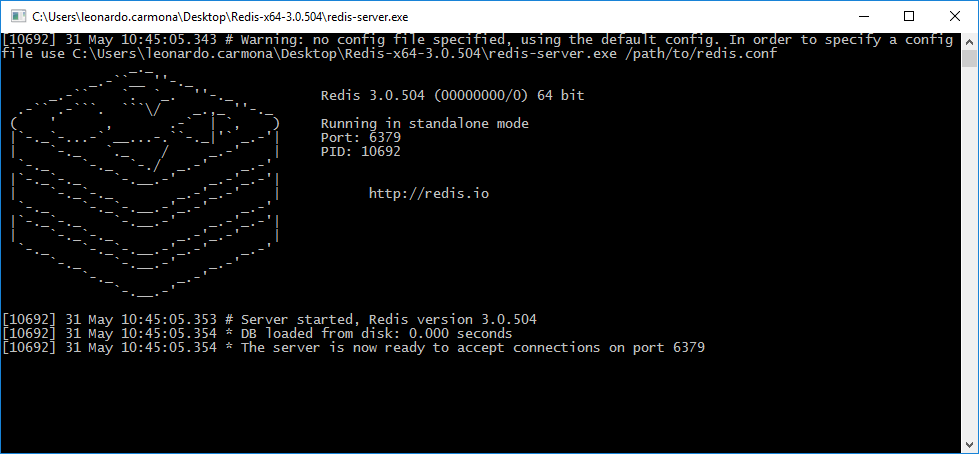 C:\Users\leonardo.carmona\Desktop\Redis-x64-3.0.504\redis-server.exe
[10692] 31 May 10:45:05.343 # Warning: no config file specified, using the default config. In order to specify a config
file use C:\Users\leonardo.carmona\Desktop\Redis-x64-3.0.504\redis-server.exe /path/to/redis.conf
Redis 3.0.504 (00000000/0) 64 bit
Running in standalone mode
Port: 6379
PID: 10692
http://redis.io
[10692] 31 May 10:45:05.353 # Server started, Redis version 3.0.504
[10692] 31 May 10:45:05.354 * DB loaded from disk: 0.000 seconds
[10692] 31 May 10:45:05.354 * The server is now ready to accept connections on port 6379